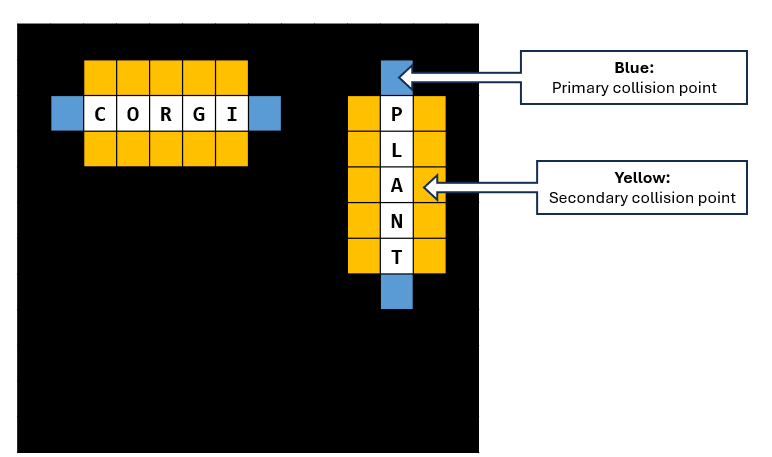 Blue:
Primary collision point
C O R G I
P
L
A
N
T
Yellow:
Secondary collision point